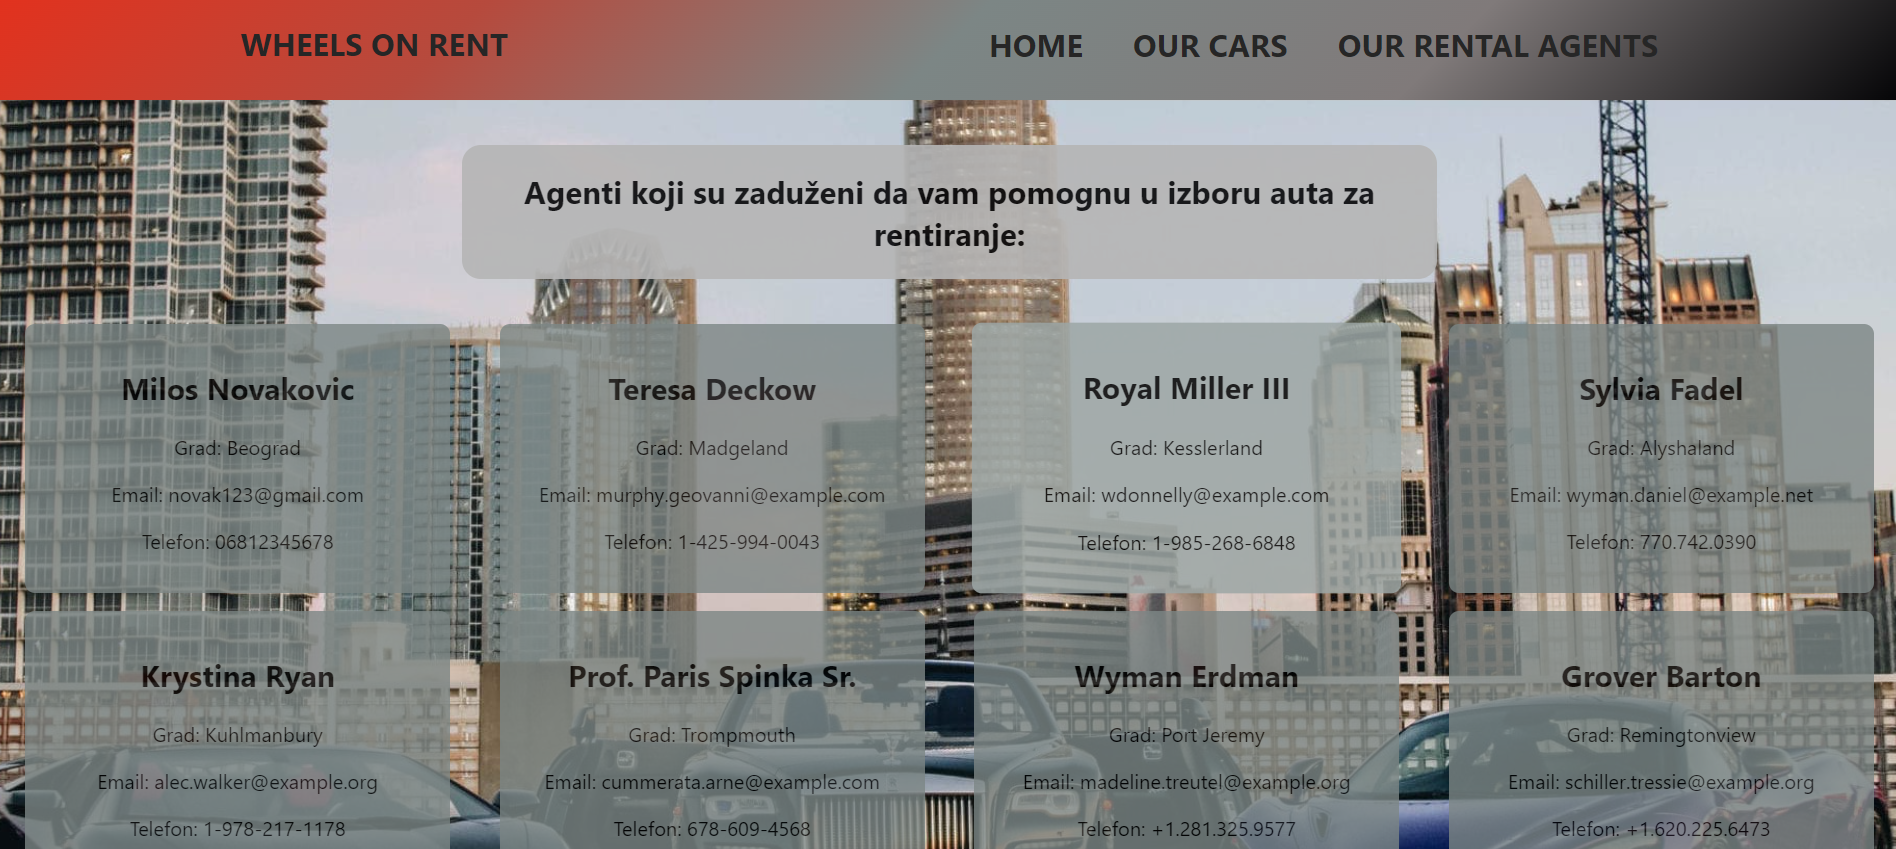 WHEELS ON RENT
HOME OUR CARS OUR RENTAL AGENTS
Agenti koji su zaduženi da vam pomognu u izboru auta za
rentiranje:
Milos Novakovic
Grad: Beograd
Email: novak123@gmail.com
Telefon: 06812345678
Teresa Deckow
Grad: Madgeland
Email: murphy.geovanni@example.com
Telefon: 1-425-994-0043
Royal Miller III
Grad: Kesslerland
Email: wdonnelly@example.com
Telefon: 1-985-268-6848
Sylvia Fadel
Grad: Alyshaland
Email: wyman.daniel@example.net
Telefon: 770.742.0390
Krystina Ryan
Grad: Kuhlmanbury
Email: alec.walker@example.org
Telefon: 1-978-217-1178
Prof. Paris Spinka Sr.
Grad: Trompmouth
Email: cummerata.arne@example.com
Telefon: 678-609-4568
Wyman Erdman
Grad: Port Jeremy
Email: madeline.treutel@example.org
Telefon: +1.281.325.9577
Grover Barton
Grad: Remingtonview
Email: schiller.tressie@example.org
Telefon: +1.620.225.6473